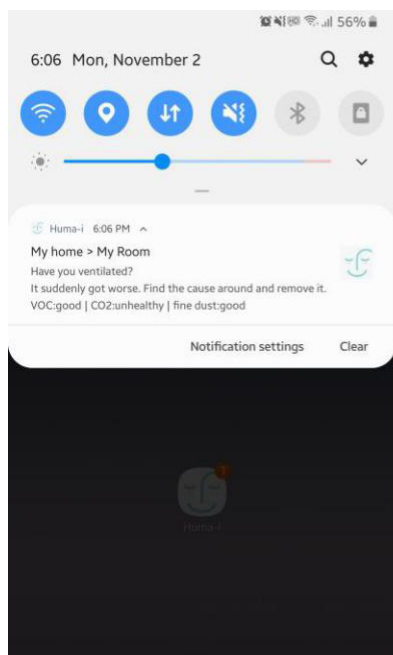 56%
6:06 Mon, November 2
Huma-i 6:06 PM
My home > My Room
Have you ventilated?
It suddenly got worse. Find the cause around and remove it.
VOC:good | CO2:unhealthy | fine dust:good
Notification settings Clear
1
Huma-i